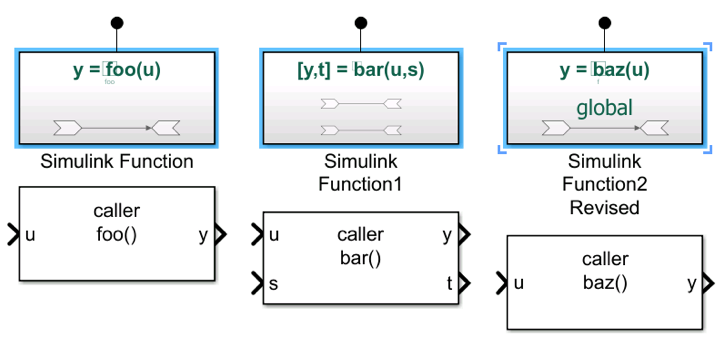 y = foo(u)
foo
Simulink Function
caller
foo()
u
y
[y,t] = bar(u,s)
Simulink
Function1
caller
bar()
u
y
s
t
y = baz(u)
f
global
Simulink
Function2
Revised
caller
baz()
u
y